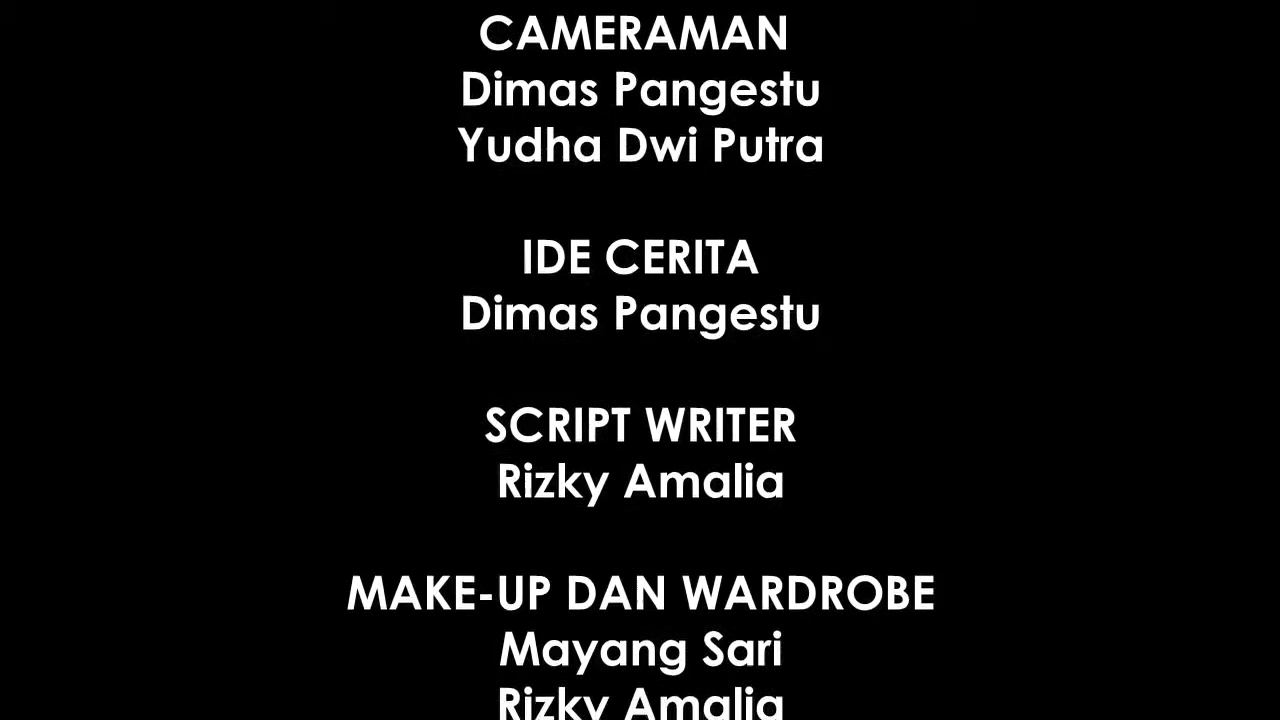 CAMERAMAN
Dimas Pangestu
Yudha Dwi Putra
IDE CERITA
Dimas Pangestu
SCRIPT WRITER
Rizky Amalia
MAKE-UP DAN WARDROBE
Mayang Sari
Rizky Amalia